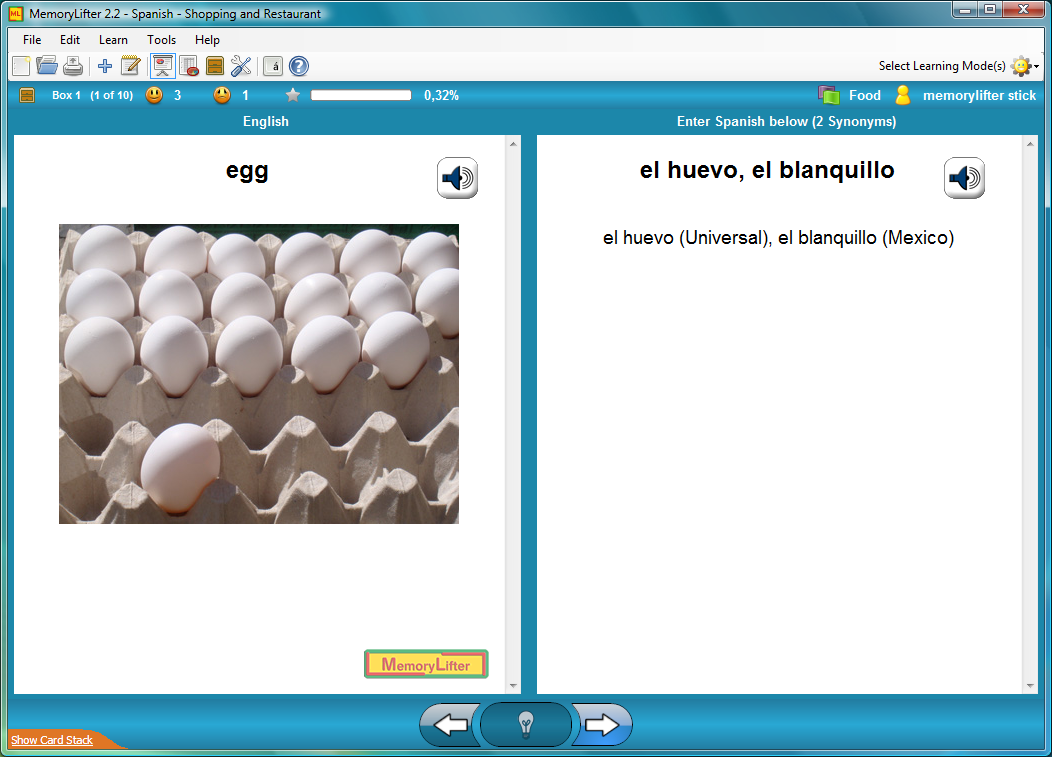 MemoryLifter 2.2 - Spanish - Shopping and Restaurant
File Edit Learn Tools Help
á ? Select Learning Mode(s)
Box 1 (1 of 10) 3 1 0,32% Food memorylifter stick
English
Enter Spanish below (2 Synonyms)
egg
el huevo, el blanquillo
el huevo (Universal), el blanquillo (Mexico)
MemoryLifter
Show Card Stack